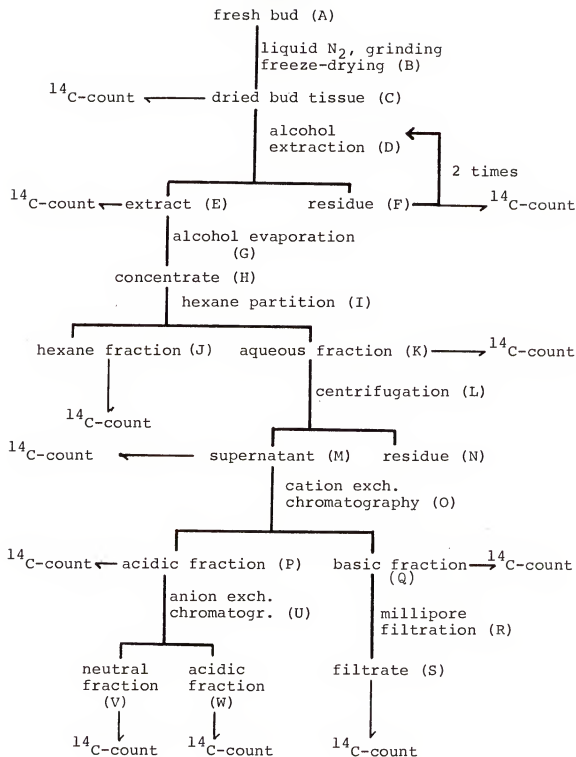 fresh bud (A)
liquid N2, grinding
freeze-drying (B)
14C-count
dried bud tissue (C)
alcohol
extraction (D)
2 times
14C-count
extract (E)
residue (F)
14C-count
alcohol evaporation
(G)
concentrate (H)
hexane partition (I)
hexane fraction (J)
aqueous fraction (K)
14C-count
14C-count
centrifugation (L)
14C-count
supernatant (M)
residue (N)
cation exch.
chromatography (O)
14C-count
acidic fraction (P)
basic fraction
(Q)
14C-count
anion exch.
chromatogr. (U)
millipore
filtration (R)
neutral
fraction
(V)
acidic
fraction
(W)
filtrate (S)
14C-count
14C-count
14C-count